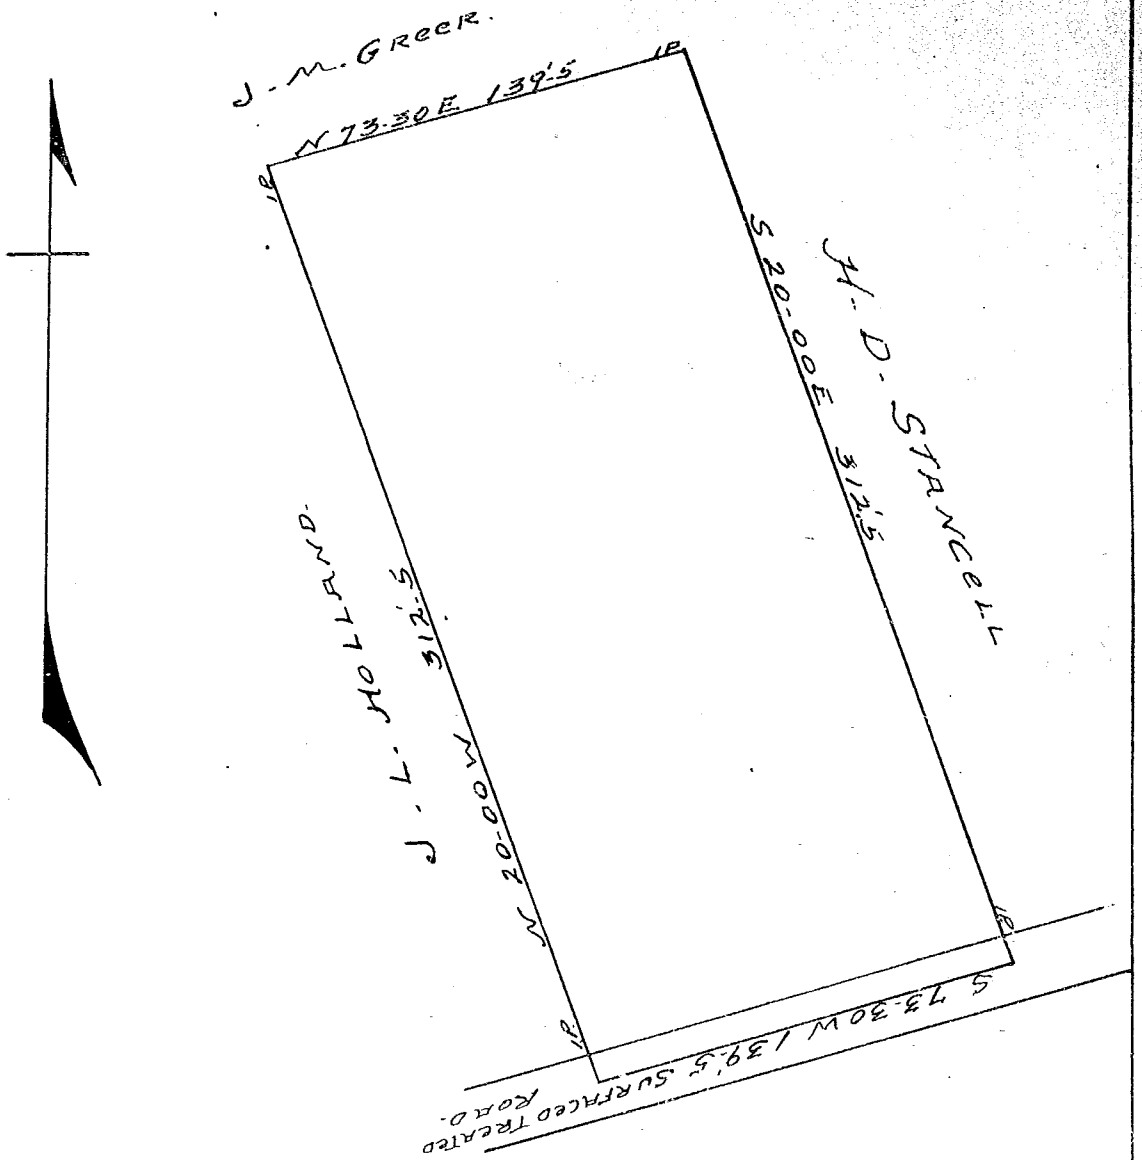 J. M. GREER.
N 73-30 E 139'.5
IP
IP
S 20-00 E 312'.5
H. D. STANCELL
J. L. HOLLAND.
N 20-00 W 312'.5
IP
IP
S 73-30 W 139'.5 SURFACED TREATED
ROAD.